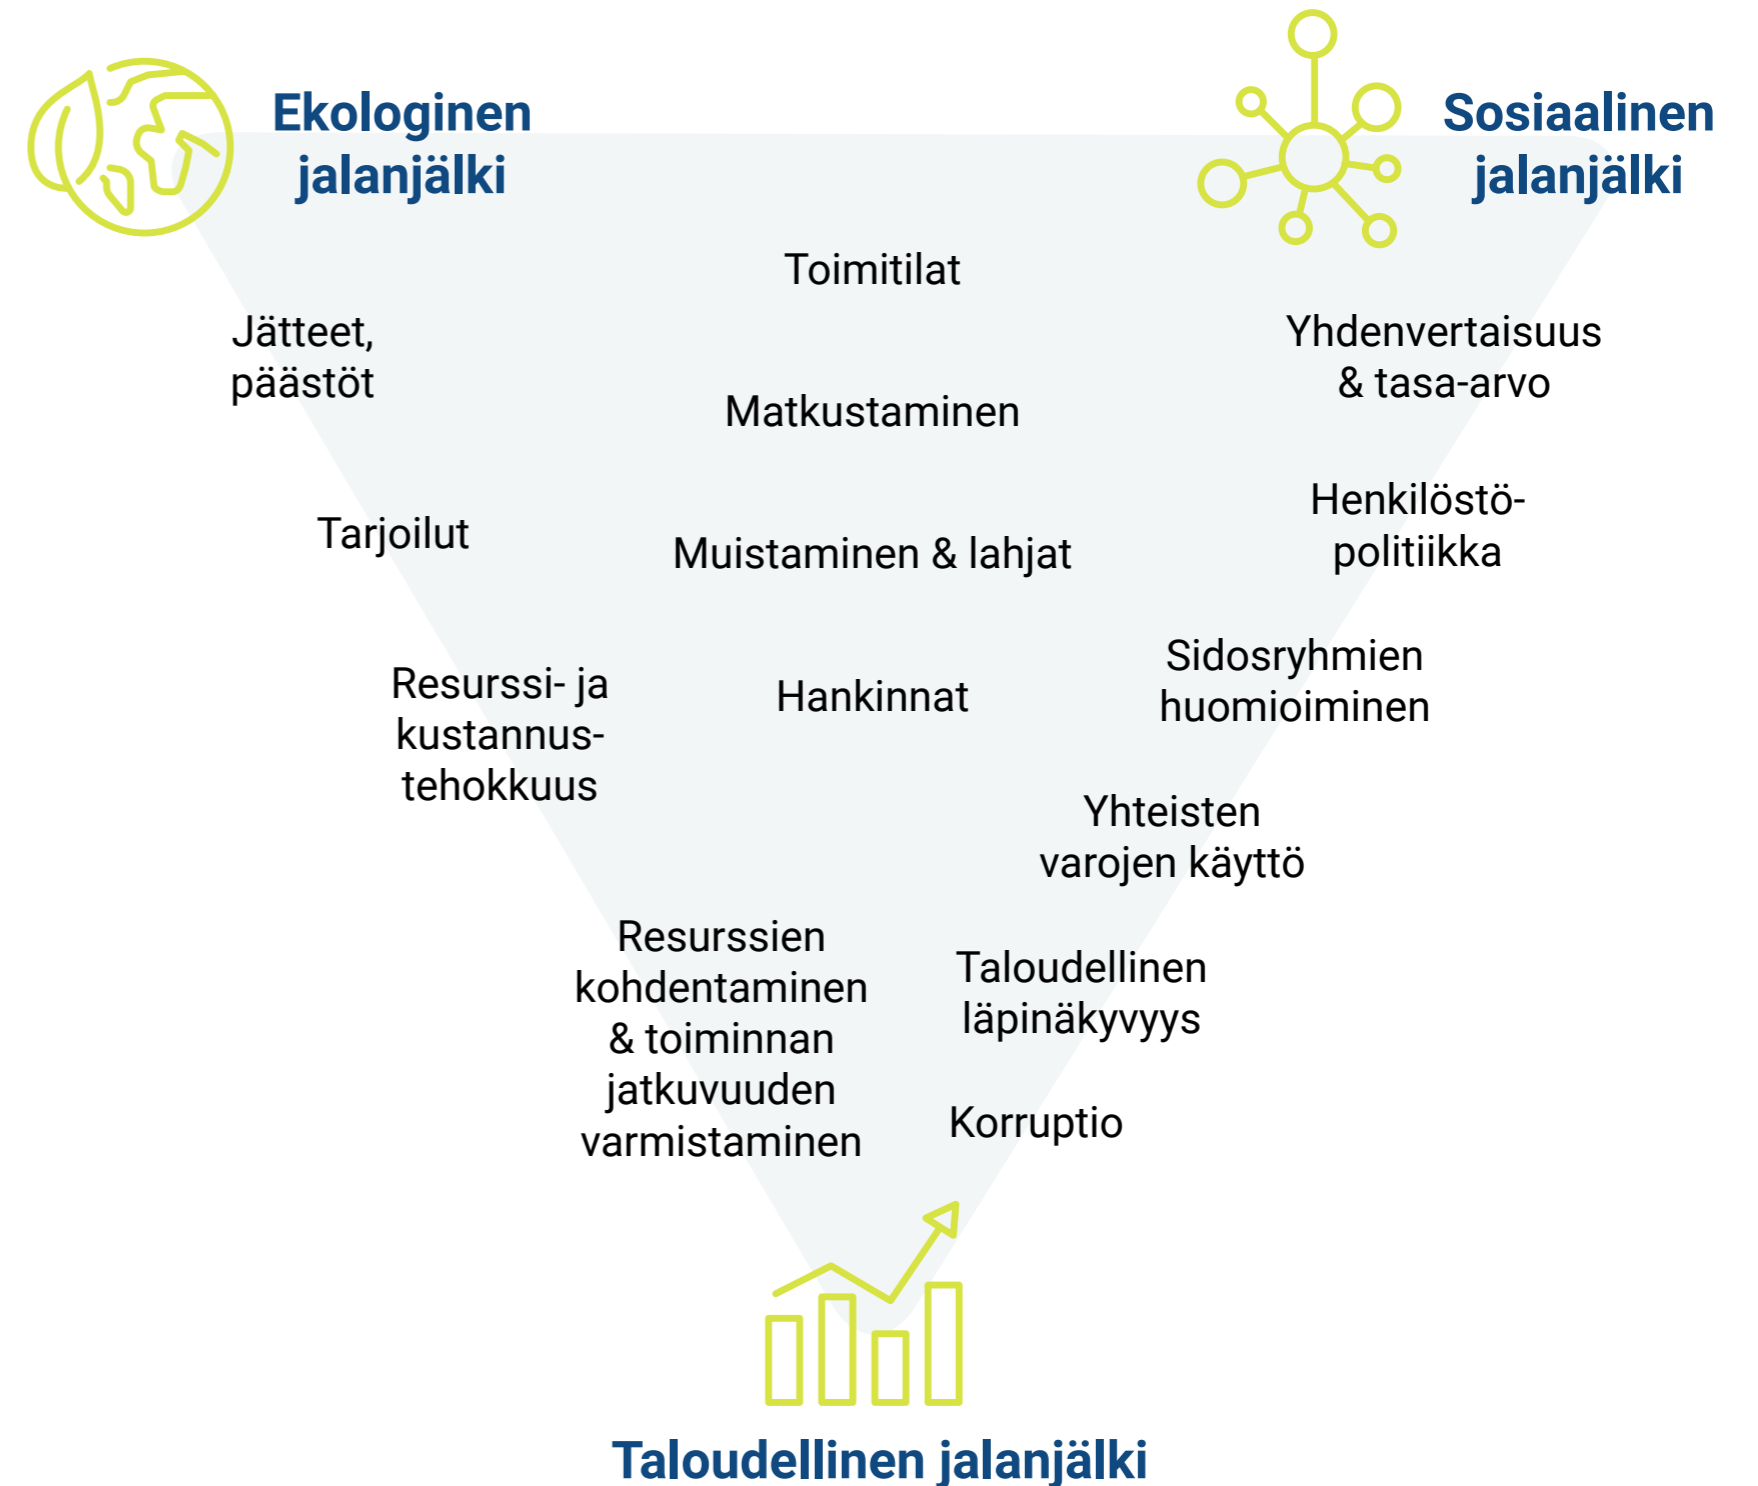 Ekologinen
jalanjälki
Sosiaalinen
jalanjälki
Toimitilat
Jätteet,
päästöt
Yhdenvertaisuus
& tasa-arvo
Matkustaminen
Henkilöstö-
politiikka
Tarjoilut
Muistaminen & lahjat
Sidosryhmien
huomioiminen
Resurssi- ja
kustannus-
tehokkuus
Hankinnat
Yhteisten
varojen käyttö
Resurssien
kohdentaminen
& toiminnan
jatkuvuuden
varmistaminen
Taloudellinen
läpinäkyvyys
Korruptio
Taloudellinen jalanjälki